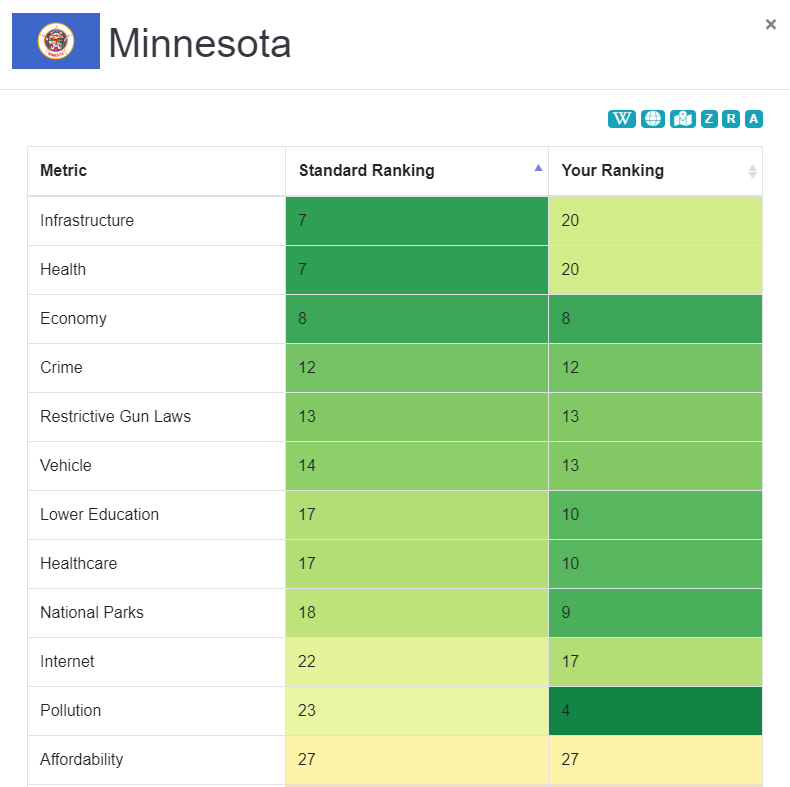 Minnesota
×
W Z R A
Metric Standard Ranking Your Ranking
Infrastructure 7 20
Health 7 20
Economy 8 8
Crime 12 12
Restrictive Gun Laws 13 13
Vehicle 14 13
Lower Education 17 10
Healthcare 17 10
National Parks 18 9
Internet 22 17
Pollution 23 4
Affordability 27 27